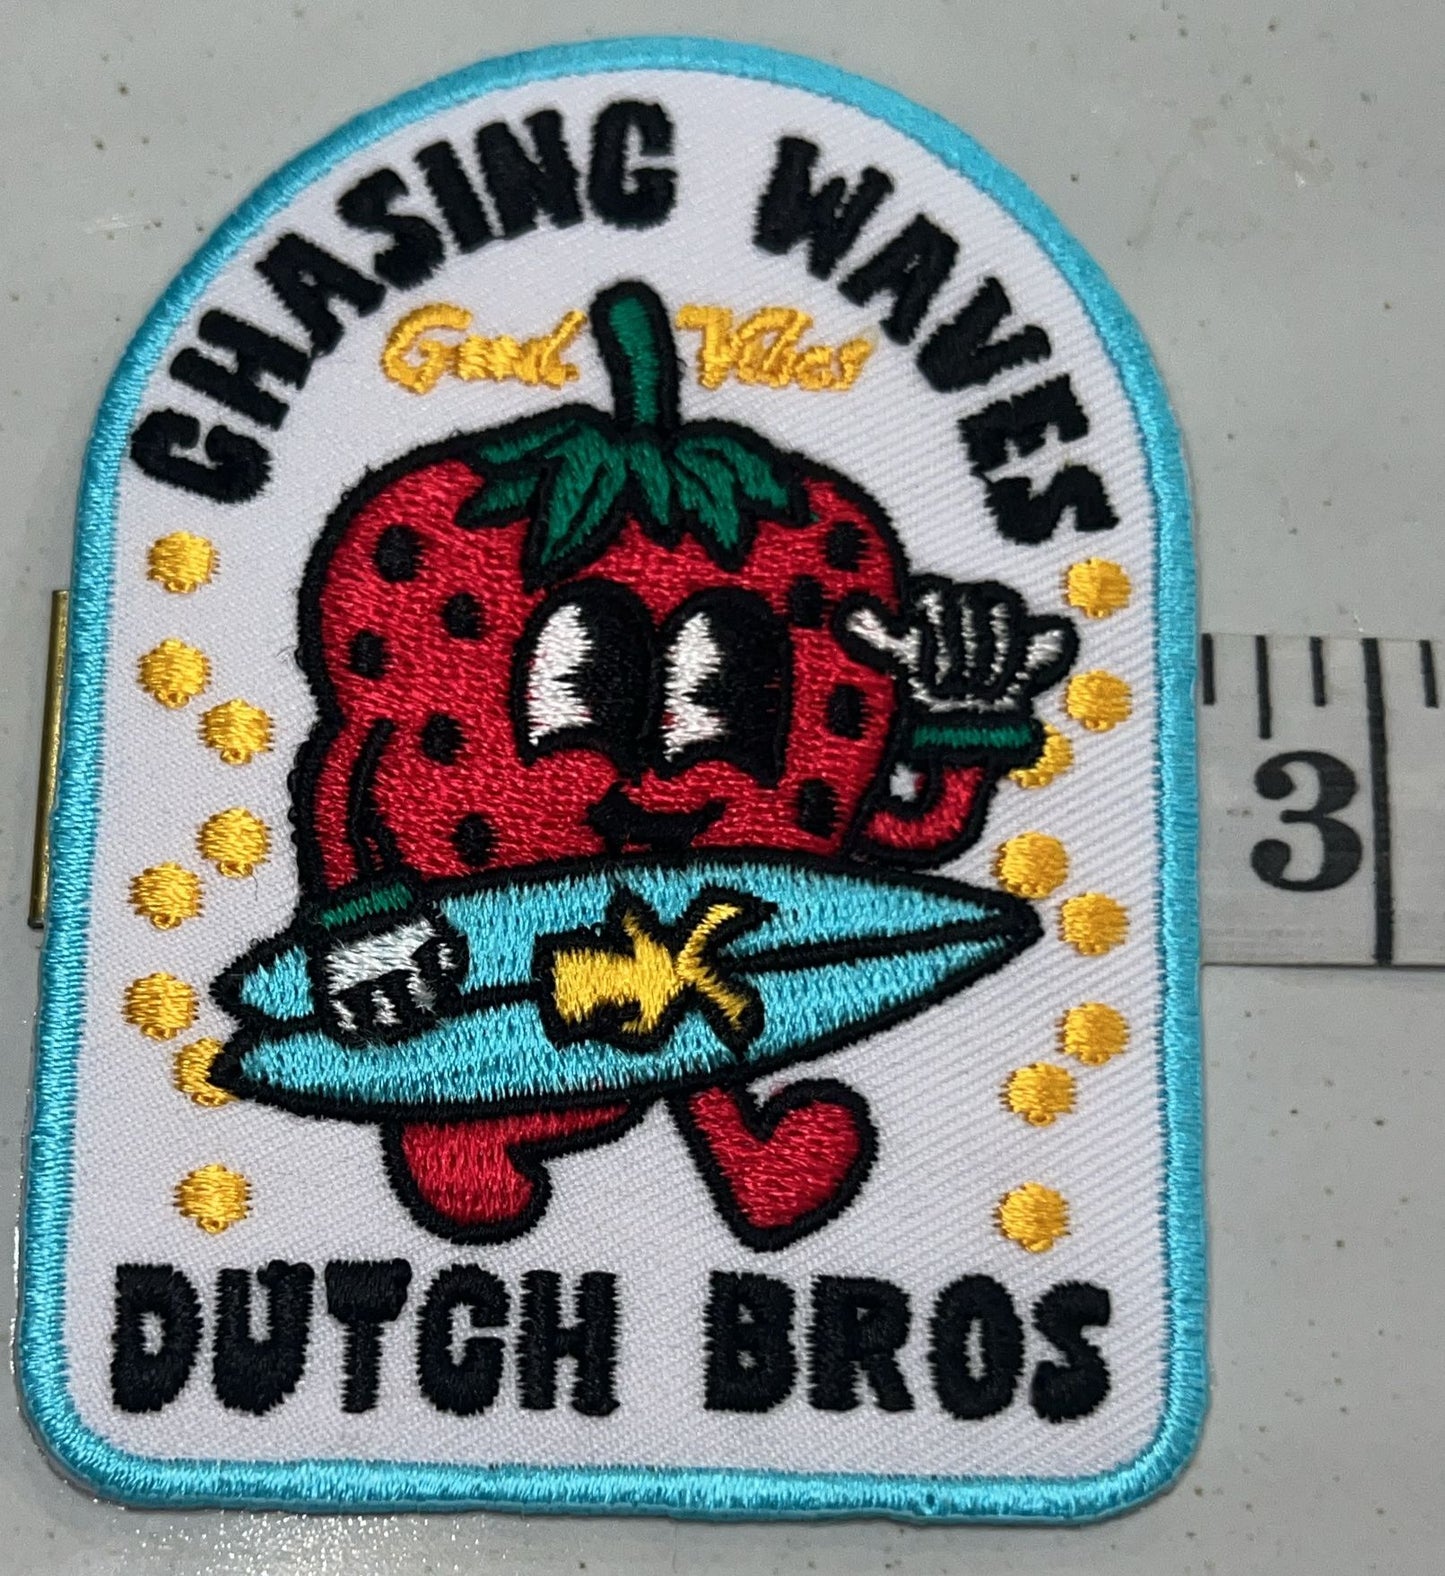 CHASING WAVES
Good Vibes
3
DUTCH BROS